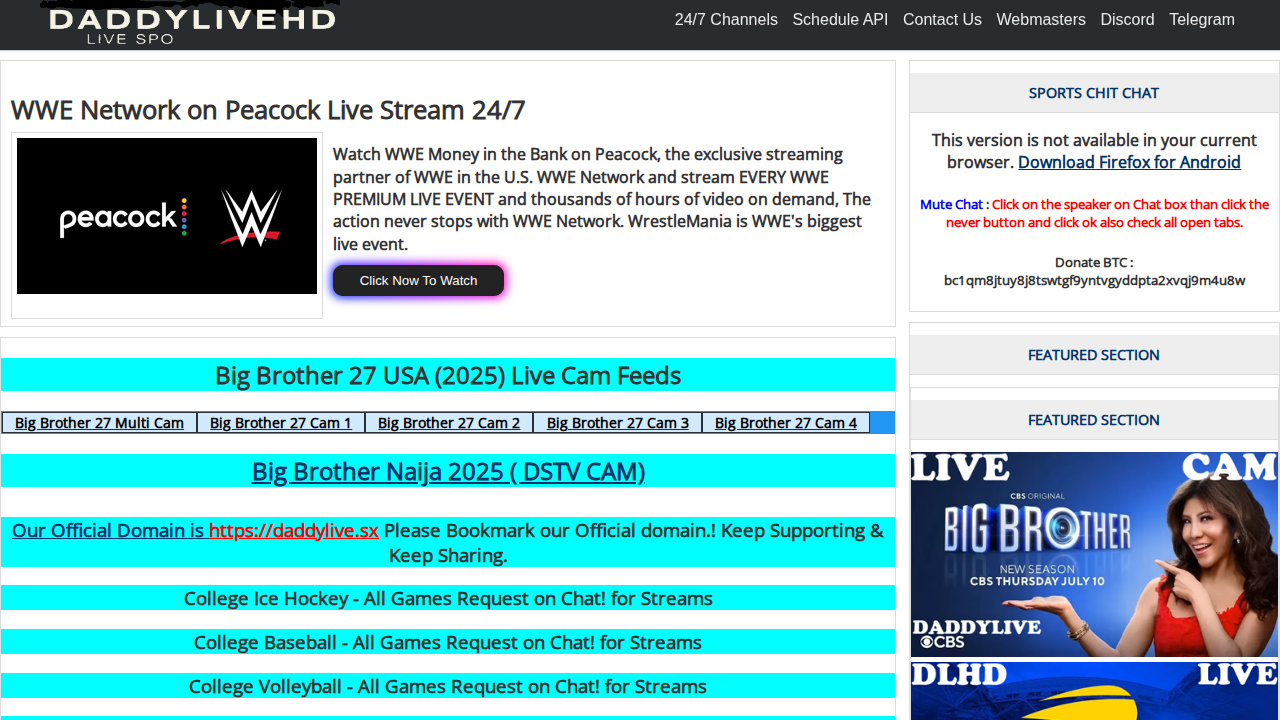 DADDYLIVEHD
LIVE SPO
24/7 Channels Schedule API Contact Us Webmasters Discord Telegram
WWE Network on Peacock Live Stream 24/7
peacock
W
Watch WWE Money in the Bank on Peacock, the exclusive streaming
partner of WWE in the U.S. WWE Network and stream EVERY WWE
PREMIUM LIVE EVENT and thousands of hours of video on demand, The
action never stops with WWE Network. WrestleMania is WWE's biggest
live event.
Click Now To Watch
Big Brother 27 USA (2025) Live Cam Feeds
Big Brother 27 Multi Cam Big Brother 27 Cam 1 Big Brother 27 Cam 2 Big Brother 27 Cam 3 Big Brother 27 Cam 4
Big Brother Naija 2025 ( DSTV CAM)
Our Official Domain is https://daddylive.sx Please Bookmark our Official domain.! Keep Supporting &
Keep Sharing.
College Ice Hockey - All Games Request on Chat! for Streams
College Baseball - All Games Request on Chat! for Streams
College Volleyball - All Games Request on Chat! for Streams
SPORTS CHIT CHAT
This version is not available in your current
browser. Download Firefox for Android
Mute Chat : Click on the speaker on Chat box than click the
never button and click ok also check all open tabs.
Donate BTC :
bc1qm8jtuy8j8tswtgf9yntvgyddpta2xvqj9m4u8w
FEATURED SECTION
FEATURED SECTION
LIVE CAM
CBS ORIGINAL
BIG BROTHER
NEW SEASON
CBS THURSDAY JULY 10
DADDYLIVE
CBS
DLHD LIVE